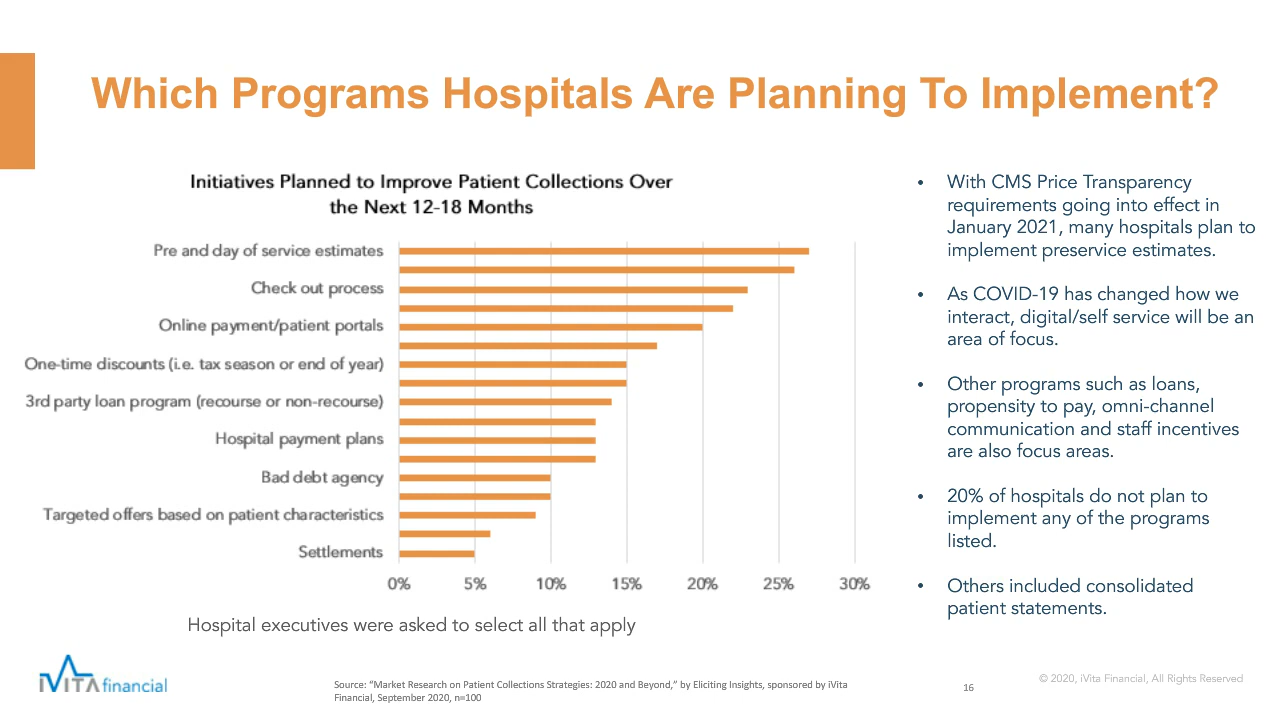 Which Programs Hospitals Are Planning To Implement?
Initiatives Planned to Improve Patient Collections Over
the Next 12-18 Months
Pre and day of service estimates
Check out process
Online payment/patient portals
One-time discounts (i.e. tax season or end of year)
3rd party loan program (recourse or non-recourse)
Hospital payment plans
Bad debt agency
Targeted offers based on patient characteristics
Settlements
0% 5% 10% 15% 20% 25% 30%
Hospital executives were asked to select all that apply
• With CMS Price Transparency
requirements going into effect in
January 2021, many hospitals plan to
implement preservice estimates.
• As COVID-19 has changed how we
interact, digital/self service will be an
area of focus.
• Other programs such as loans,
propensity to pay, omni-channel
communication and staff incentives
are also focus areas.
• 20% of hospitals do not plan to
implement any of the programs
listed.
• Others included consolidated
patient statements.
iVITA financial
Source: “Market Research on Patient Collections Strategies: 2020 and Beyond,” by Eliciting Insights, sponsored by iVita
Financial, September 2020, n=100
16
© 2020, iVita Financial, All Rights Reserved